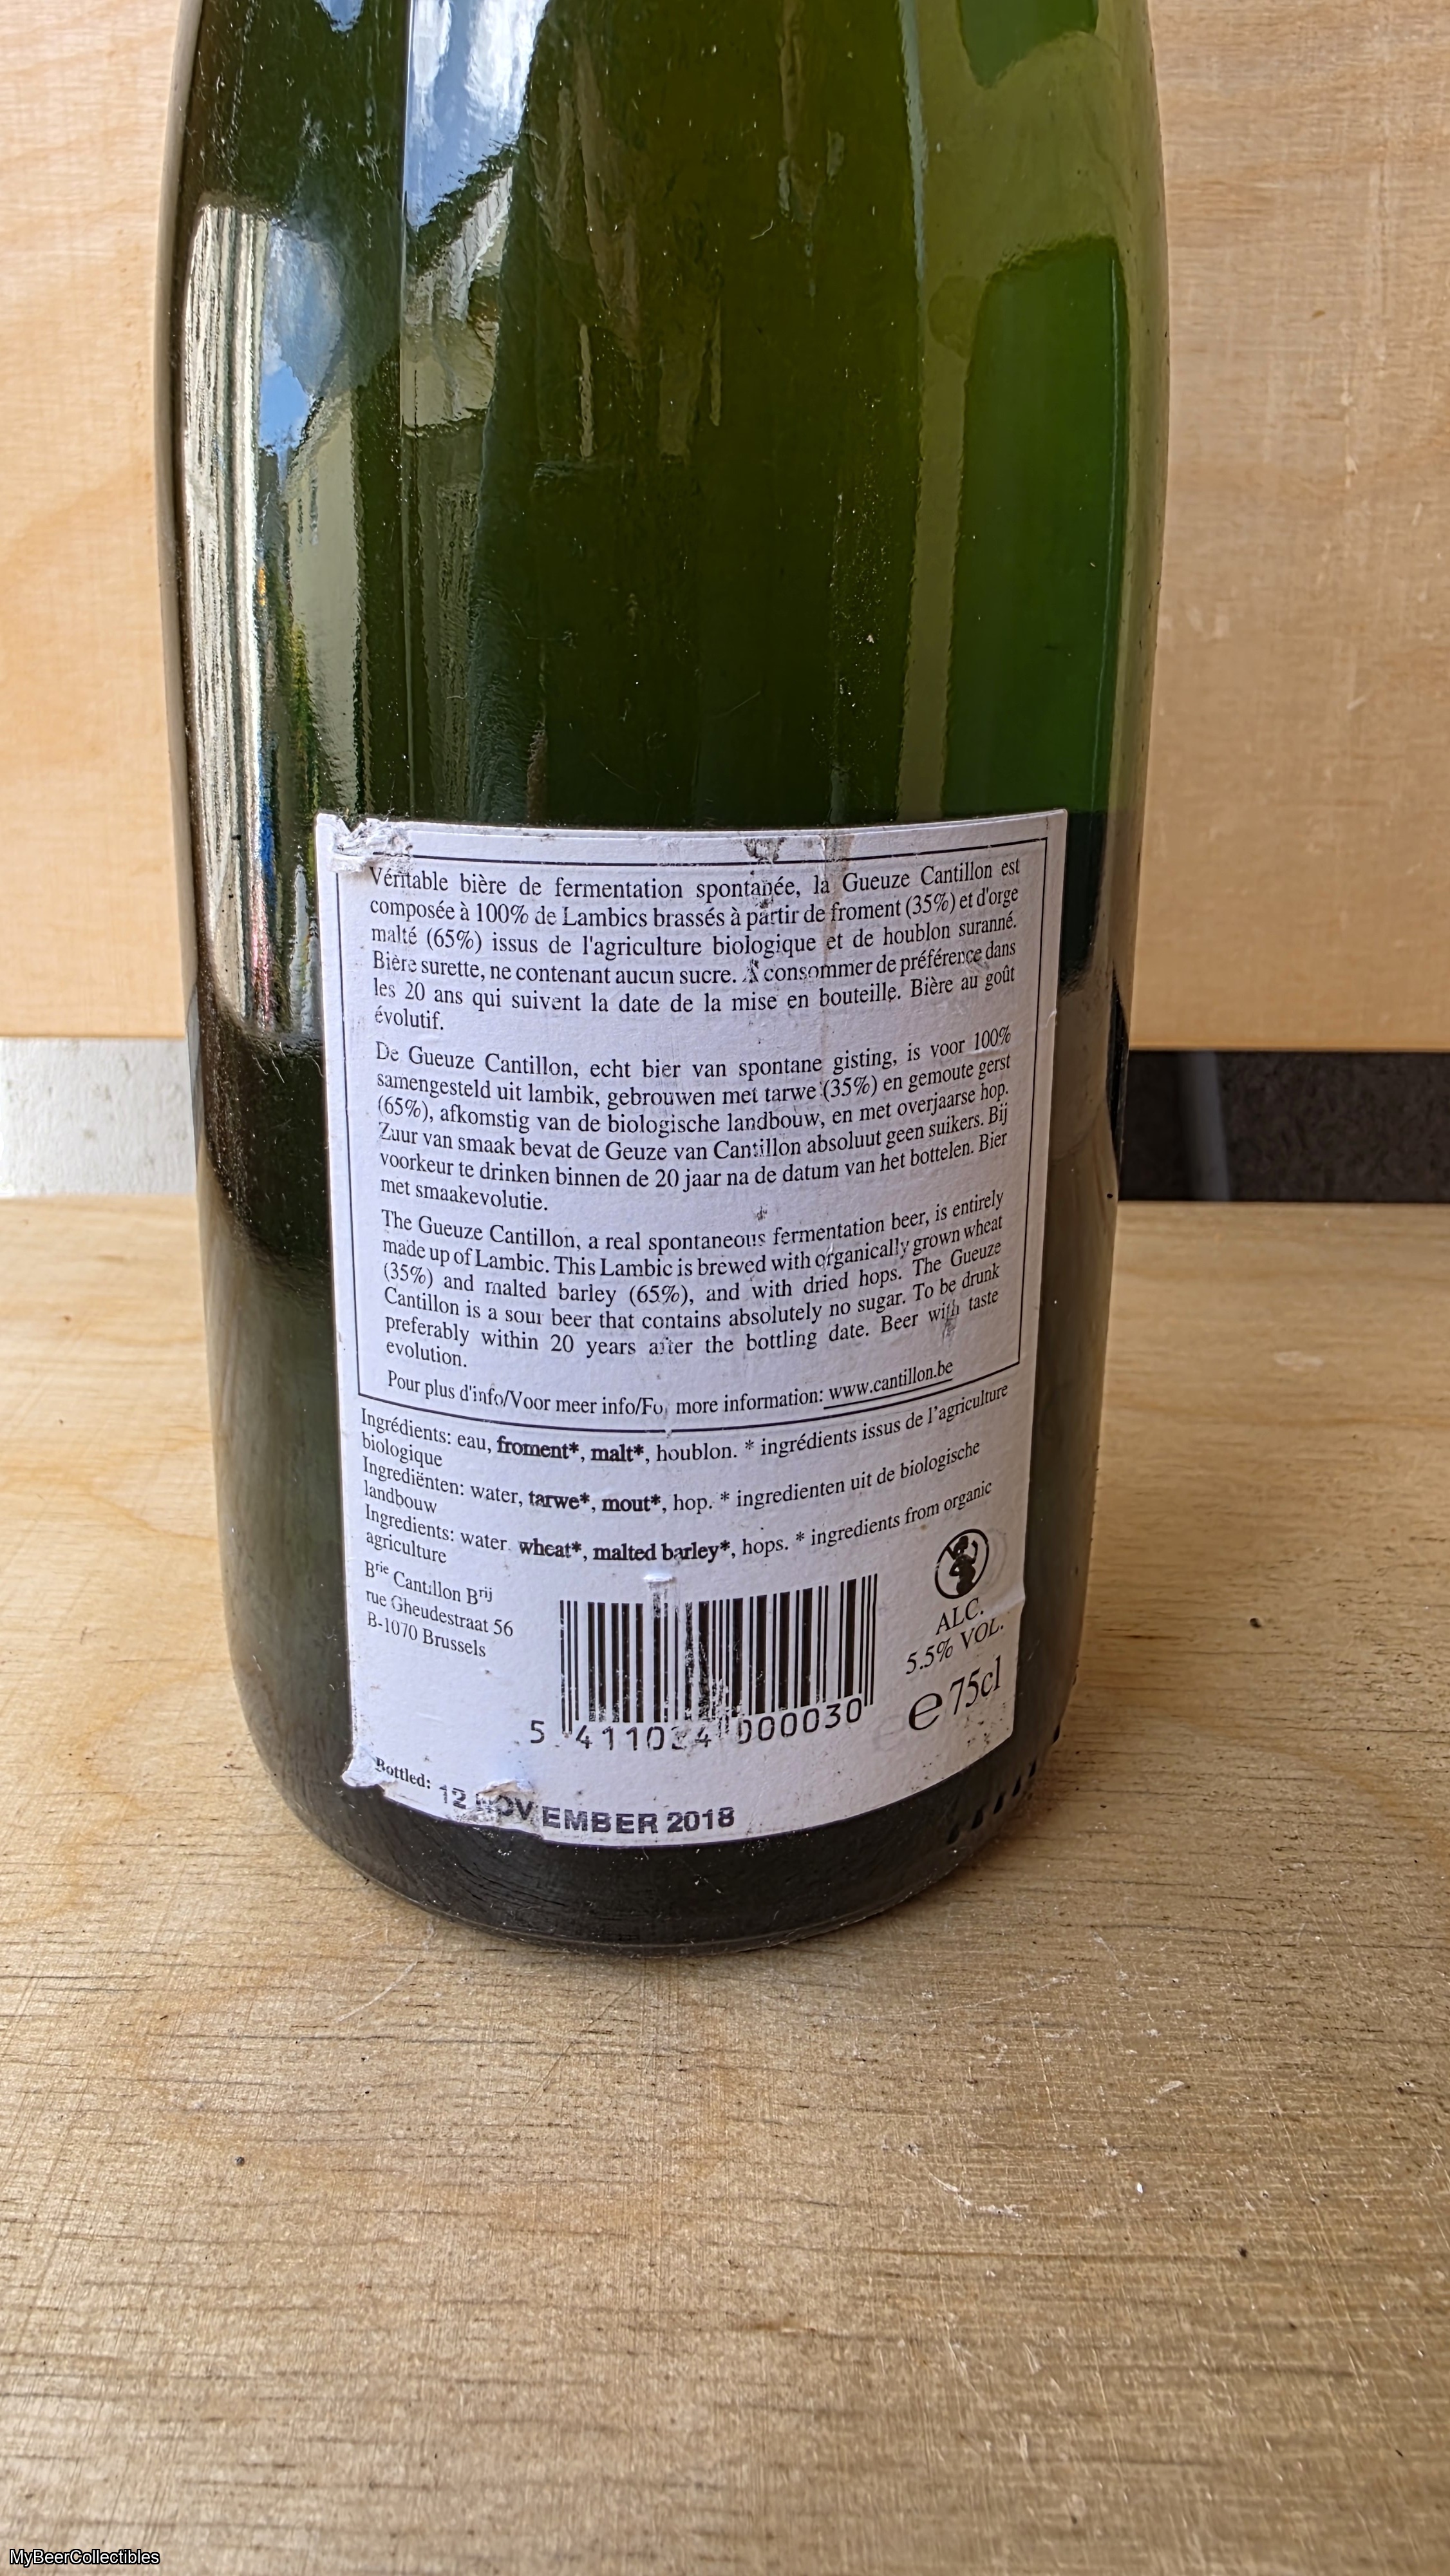 Véritable bière de fermentation spontanée, la Gueuze Cantillon est
composée à 100% de Lambics brassés à partir de froment (35%) et d'orge
malté (65%) issus de l'agriculture biologique et de houblon suranné.
Bière surette, ne contenant aucun sucre. A consommer de préférence dans
les 20 ans qui suivent la date de la mise en bouteille. Bière au goût
évolutif.
De Gueuze Cantillon, echt bier van spontane gisting, is voor 100%
samengesteld uit lambik, gebrouwen met tarwe (35%) en gemoute gerst
(65%), afkomstig van de biologische landbouw, en met overjaarse hop.
Zuur van smaak bevat de Geuze van Cantillon absoluut geen suikers. Bij
voorkeur te drinken binnen de 20 jaar na de datum van het bottelen. Bier
met smaakevolutie.
The Gueuze Cantillon, a real spontaneous fermentation beer, is entirely
made up of Lambic. This Lambic is brewed with organically grown wheat
(35%) and malted barley (65%), and with dried hops. The Gueuze
Cantillon is a sour beer that contains absolutely no sugar. To be drunk
preferably within 20 years after the bottling date. Beer with taste
evolution.
Pour plus d'info/Voor meer info/For more information: www.cantillon.be
Ingrédients: eau, froment*, malt*, houblon. * ingrédients issus de l'agriculture
biologique
Ingrediënten: water, tarwe*, mout*, hop. * ingredienten uit de biologische
landbouw
Ingredients: water, wheat*, malted barley*, hops. * ingredients from organic
agriculture
Brie Cantillon Brij
rue Gheudestraat 56
B-1070 Brussels
ALC.
5.5% VOL.
e 75cl
5 411024 000030
Bottled: 12 NOVEMBER 2018
MyBeerCollectibles